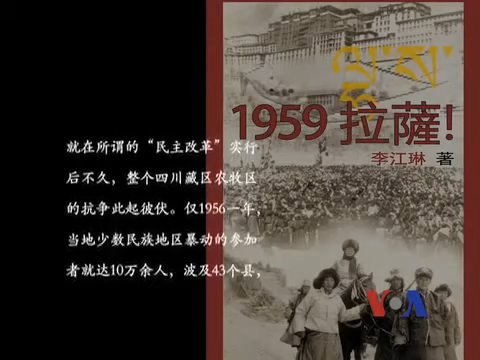 ལྷ་ས་
1959 拉薩!
李江琳 著
就在所谓的“民主改革”实行
后不久，整个四川藏区农牧区
的抗争此起彼伏。仅1956一年，
当地少数民族地区暴动的参加
者就达10万余人，波及43个县，
VOA